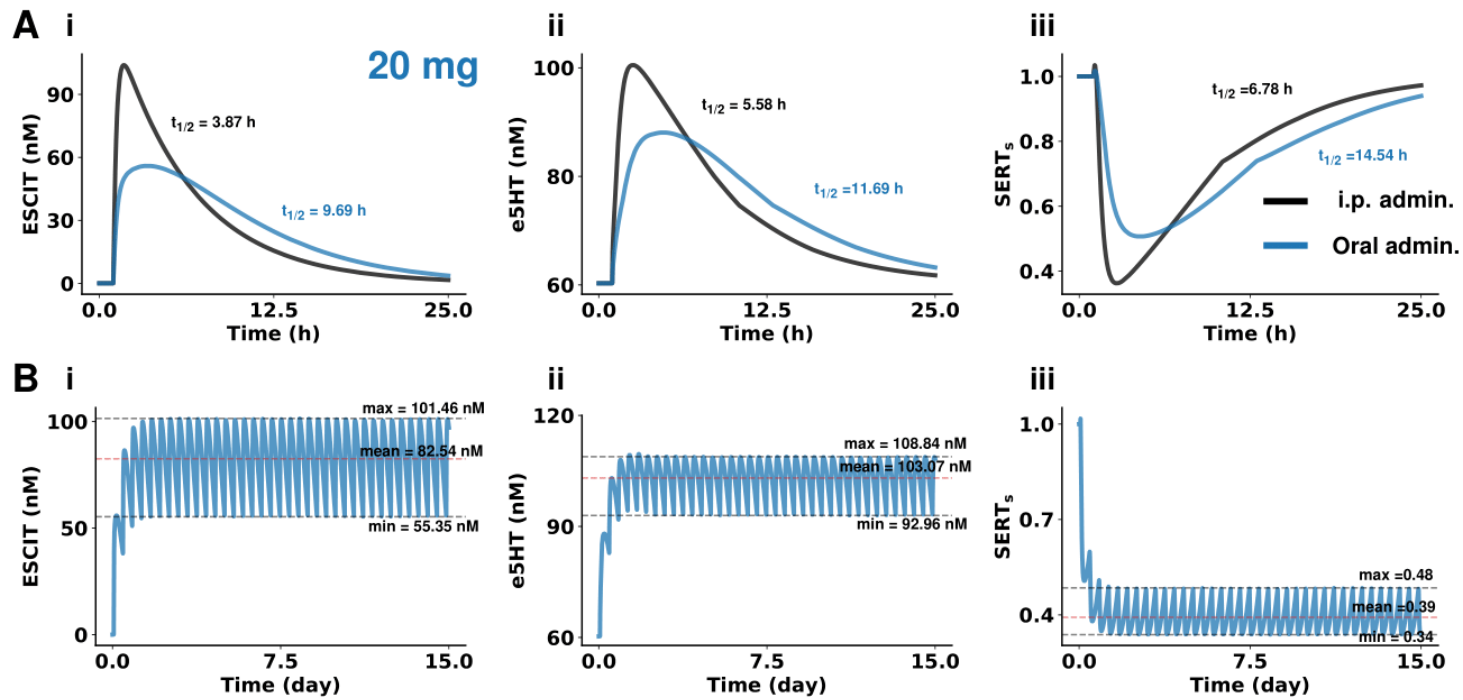 A
i
20 mg
ESCIT (nM)
90
60
30
0
t1/2 = 3.87 h
t1/2 = 9.69 h
0.0 12.5 25.0
Time (h)
ii
e5HT (nM)
100
80
60
t1/2 = 5.58 h
t1/2 = 11.69 h
0.0 12.5 25.0
Time (h)
iii
SERTs
1.0
0.8
0.6
0.4
t1/2 =6.78 h
t1/2 =14.54 h
i.p. admin.
Oral admin.
0.0 12.5 25.0
Time (h)
B
i
ESCIT (nM)
100
50
0
max = 101.46 nM
mean = 82.54 nM
min = 55.35 nM
0.0 7.5 15.0
Time (day)
ii
e5HT (nM)
120
90
60
max = 108.84 nM
mean = 103.07 nM
min = 92.96 nM
0.0 7.5 15.0
Time (day)
iii
SERTs
1.0
0.7
0.4
max =0.48
mean =0.39
min = 0.34
0.0 7.5 15.0
Time (day)